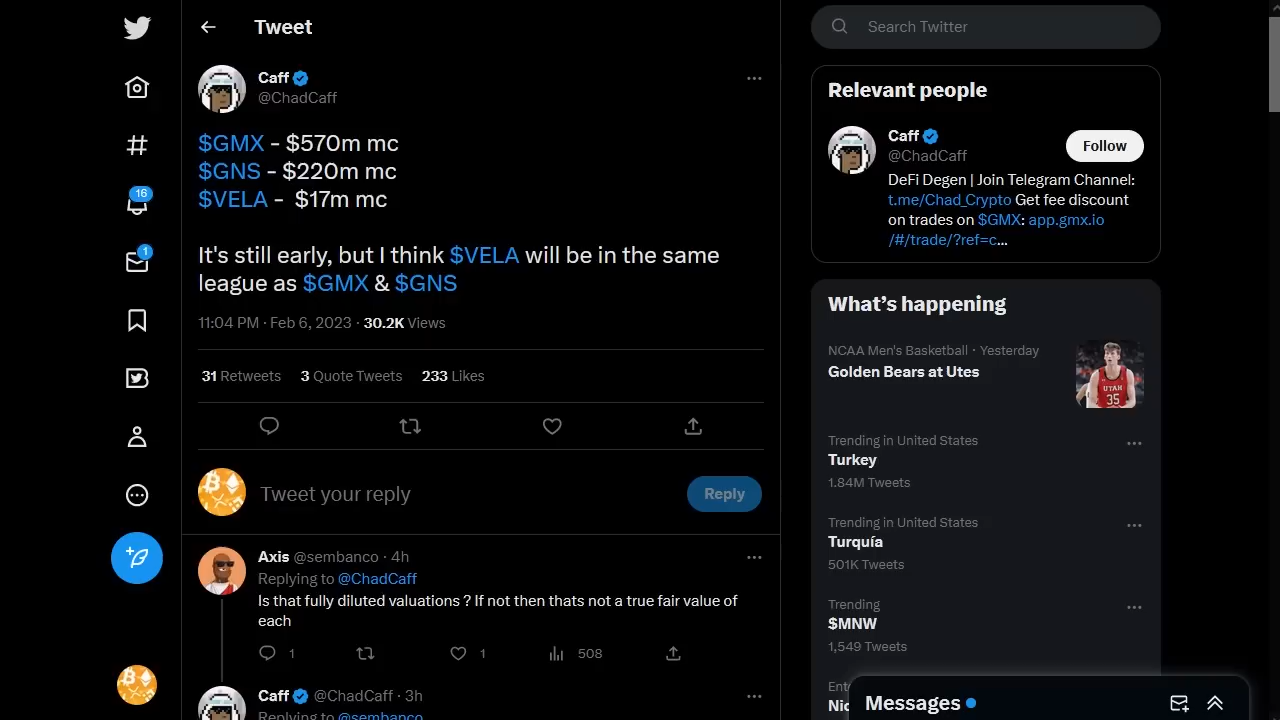 Tweet
Caff
@ChadCaff
$GMX - $570m mc
$GNS - $220m mc
$VELA -  $17m mc
It's still early, but I think $VELA will be in the same
league as $GMX & $GNS
11:04 PM · Feb 6, 2023 · 30.2K Views
31 Retweets 3 Quote Tweets 233 Likes
Tweet your reply
Reply
Axis @sembanco · 4h
Replying to @ChadCaff
Is that fully diluted valuations ? If not then thats not a true fair value of
each
1 1 508
Caff @ChadCaff · 3h
Replying to @sembanco
16
1
Search Twitter
Relevant people
Caff
@ChadCaff
Follow
DeFi Degen | Join Telegram Channel:
t.me/Chad_Crypto Get fee discount
on trades on $GMX: app.gmx.io
/#/trade/?ref=c…
What’s happening
NCAA Men's Basketball · Yesterday
Golden Bears at Utes
UTAH
35
Trending in United States
Turkey
1.84M Tweets
Trending in United States
Turquía
501K Tweets
Trending
$MNW
1,549 Tweets
Messages